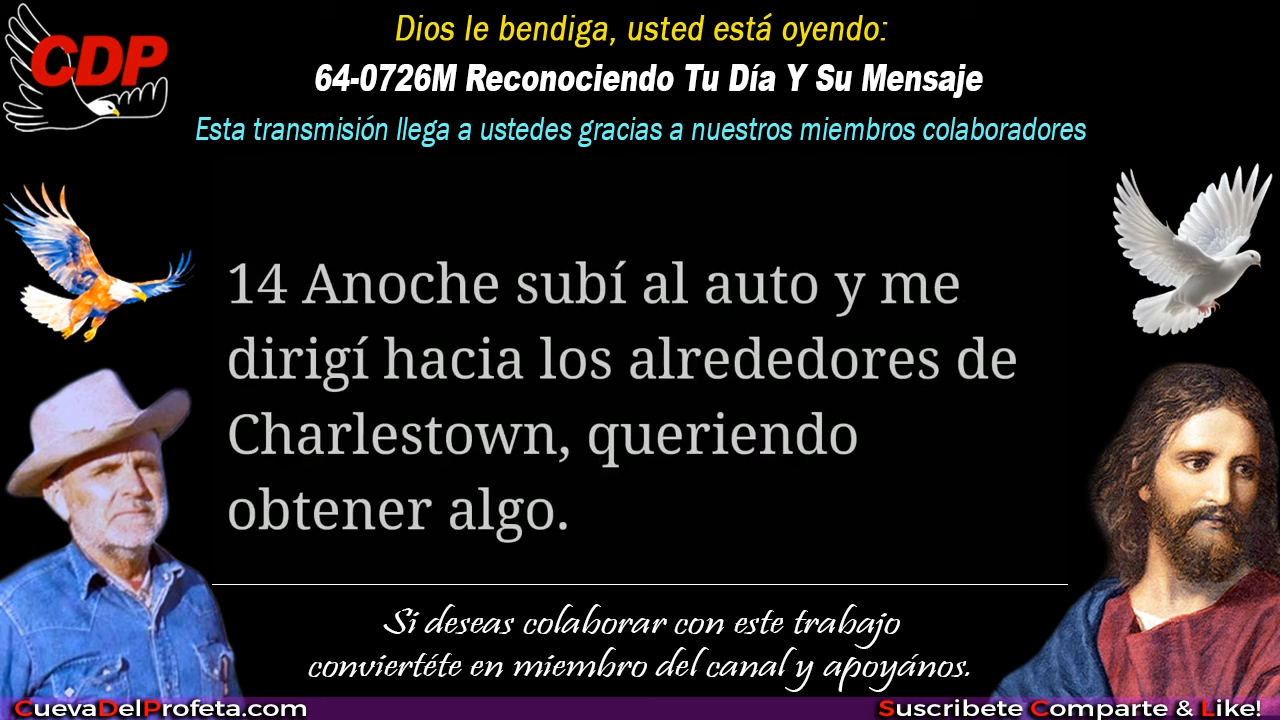 CDP
Dios le bendiga, usted está oyendo:
64-0726M Reconociendo Tu Día Y Su Mensaje
Esta transmisión llega a ustedes gracias a nuestros miembros colaboradores
14 Anoche subí al auto y me
dirigí hacia los alrededores de
Charlestown, queriendo
obtener algo.
Si deseas colaborar con este trabajo
conviertéte en miembro del canal y apoyános.
CuevaDelProfeta.com
Suscribete Comparte & Like!